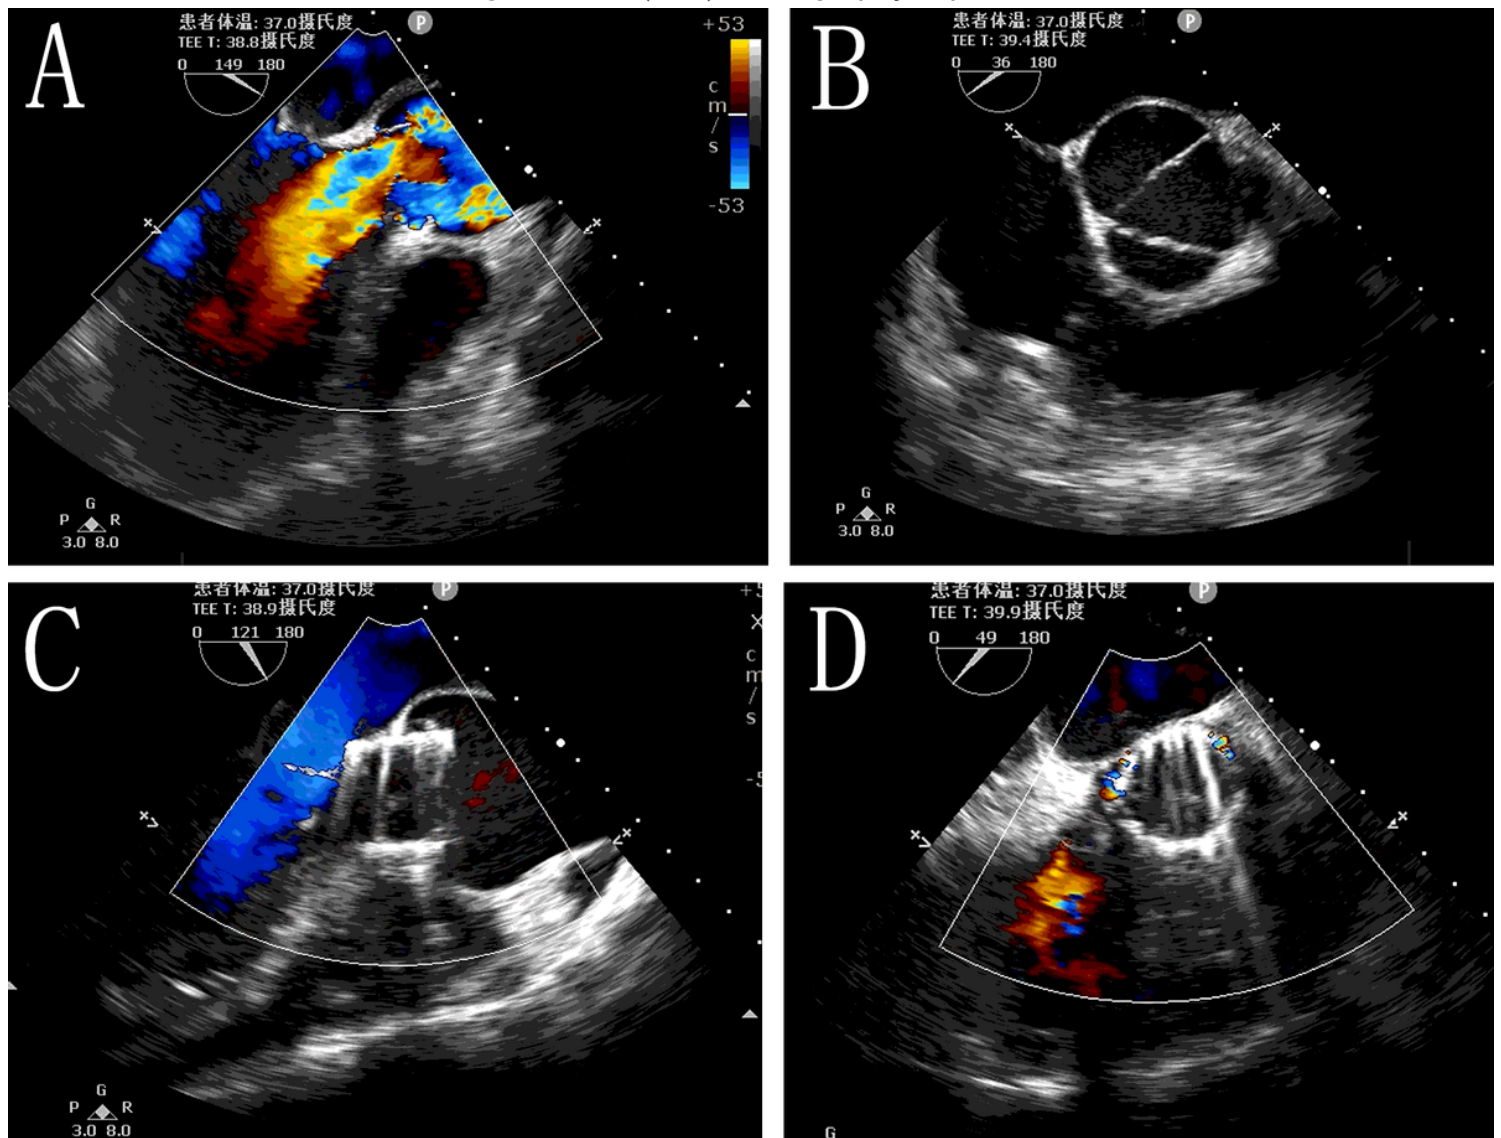 A
患者体温: 37.0摄氏度
TEE T: 38.8摄氏度
0 149 180
P
+53
c
m
/
s
-53
G
P R
3.0 8.0
B
患者体温: 37.0摄氏度
TEE T: 39.4摄氏度
0 36 180
P
G
P R
3.0 8.0
C
患者体温: 37.0摄氏度
TEE T: 38.9摄氏度
0 121 180
P
+5
X
c
m
/
s
-5
G
P R
3.0 8.0
D
患者体温: 37.0摄氏度
TEE T: 39.9摄氏度
0 49 180
P
G